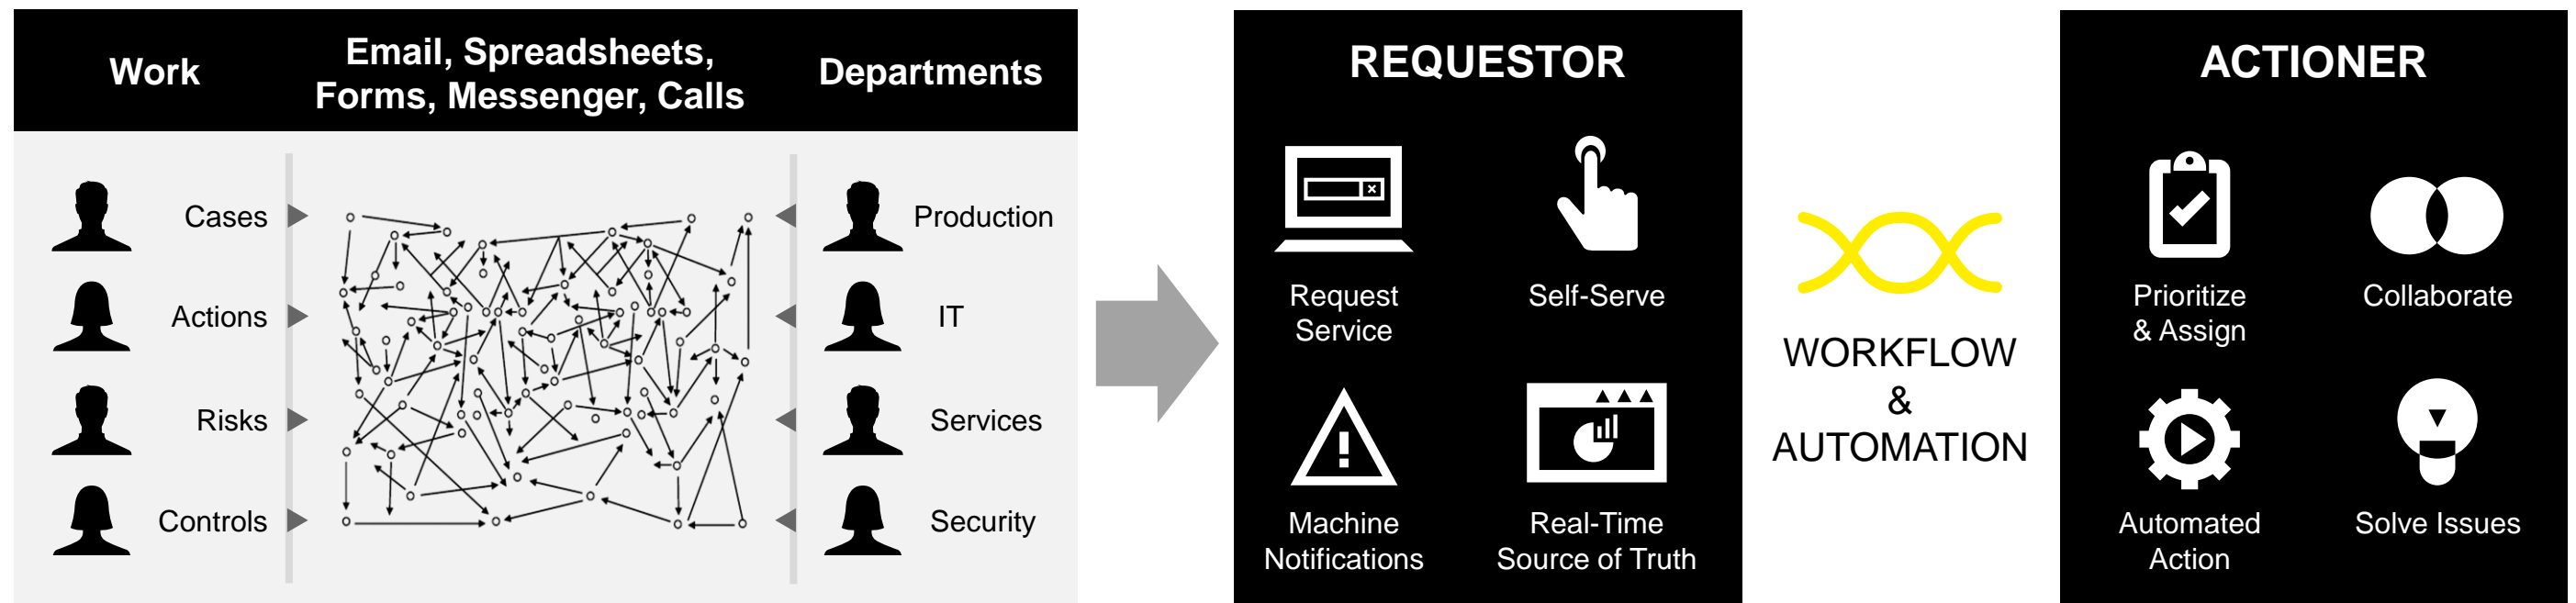 Work
Email, Spreadsheets,
Forms, Messenger, Calls
Departments
Cases
Actions
Risks
Controls
Production
IT
Services
Security
REQUESTOR
Request
Service
Self-Serve
Machine
Notifications
Real-Time
Source of Truth
WORKFLOW
&
AUTOMATION
ACTIONER
Prioritize
& Assign
Collaborate
Automated
Action
Solve Issues